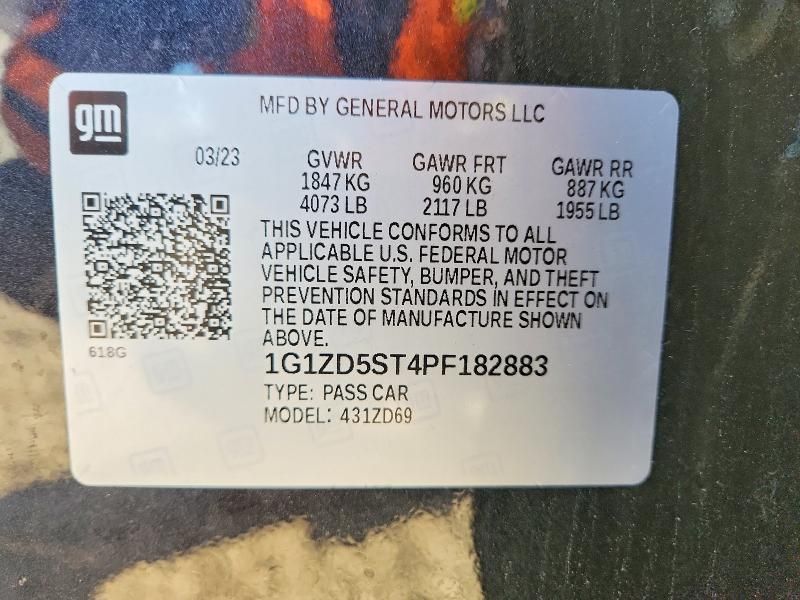 gm
MFD BY GENERAL MOTORS LLC
03/23 GVWR GAWR FRT GAWR RR
1847 KG 960 KG 887 KG
4073 LB 2117 LB 1955 LB
THIS VEHICLE CONFORMS TO ALL
APPLICABLE U.S. FEDERAL MOTOR
VEHICLE SAFETY, BUMPER, AND THEFT
PREVENTION STANDARDS IN EFFECT ON
THE DATE OF MANUFACTURE SHOWN
ABOVE.
618G
1G1ZD5ST4PF182883
TYPE: PASS CAR
MODEL: 431ZD69